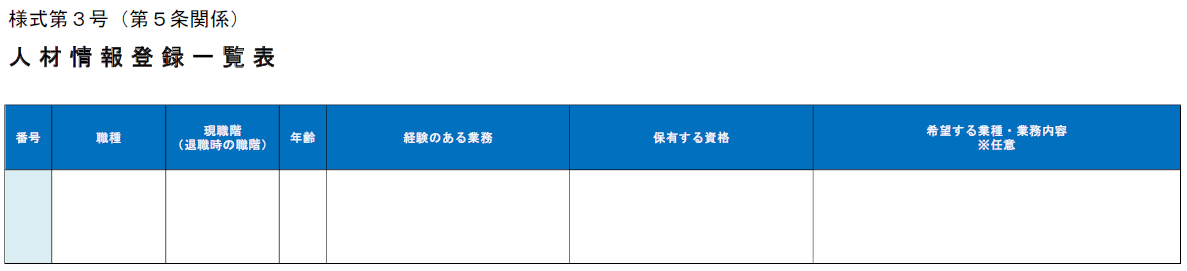 様式第３号（第５条関係）
人材情報登録一覧表
番号
職種
現職階
（退職時の職階）
年齢
経験のある業務
保有する資格
希望する業種・業務内容
※任意